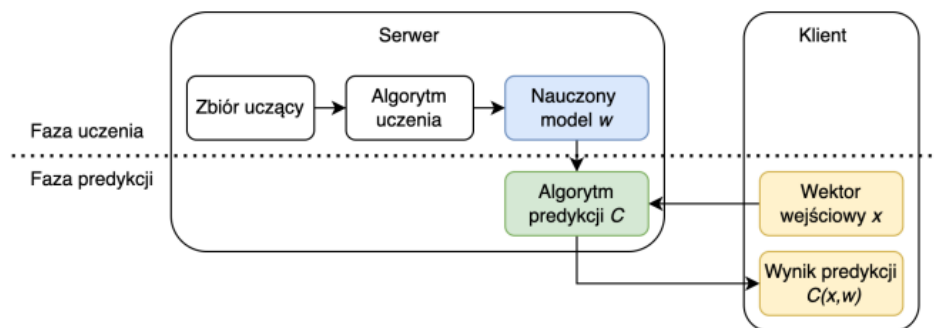 Serwer
Klient
Zbiór uczący
Algorytm
uczenia
Nauczony
model w
Faza uczenia
Faza predykcji
Algorytm
predykcji C
Wektor
wejściowy x
Wynik predykcji
C(x,w)